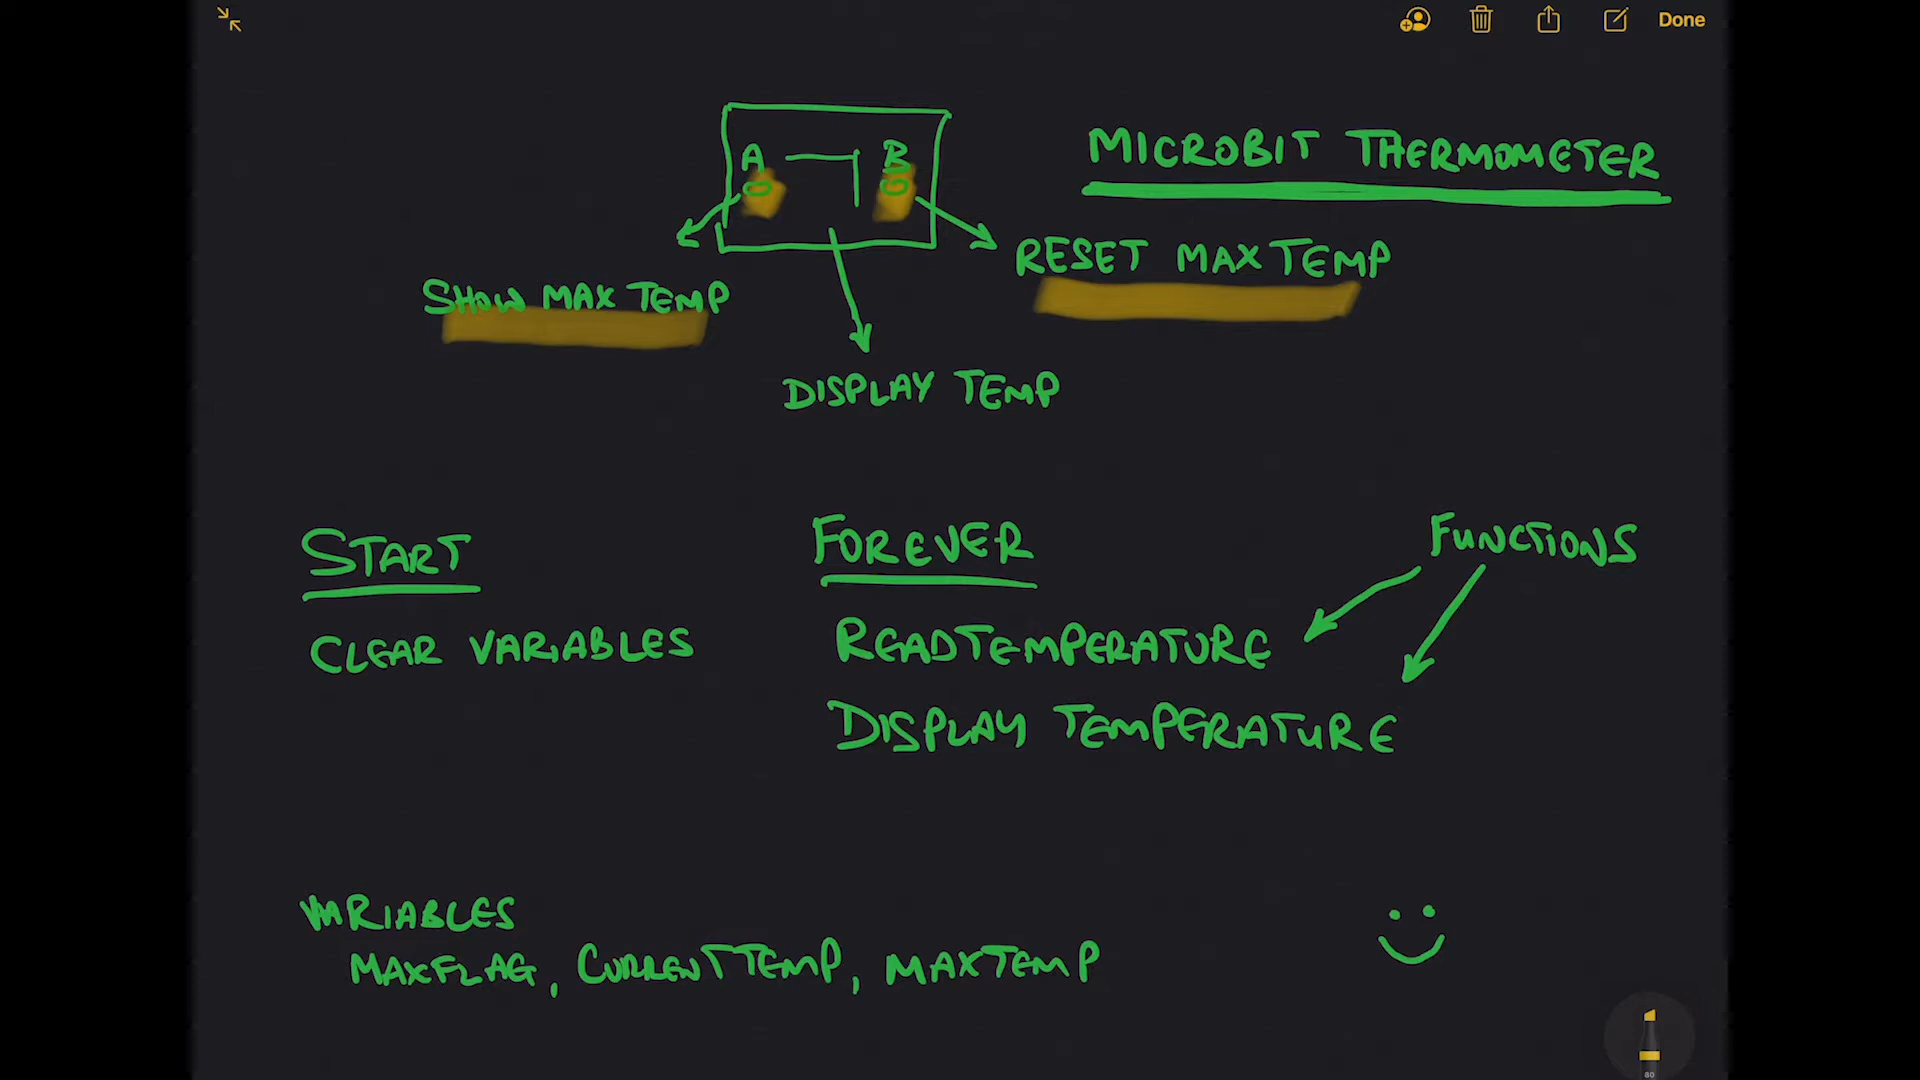 Done
MICROBIT THERMOMETER
A B
RESET MAX TEMP
SHOW MAX TEMP
DISPLAY TEMP
START
CLEAR VARIABLES
FOREVER
READTEMPERATURE
DISPLAY TEMPERATURE
FUNCTIONS
VARIABLES
MAXFLAG, CURRENTTEMP, MAXTEMP
80